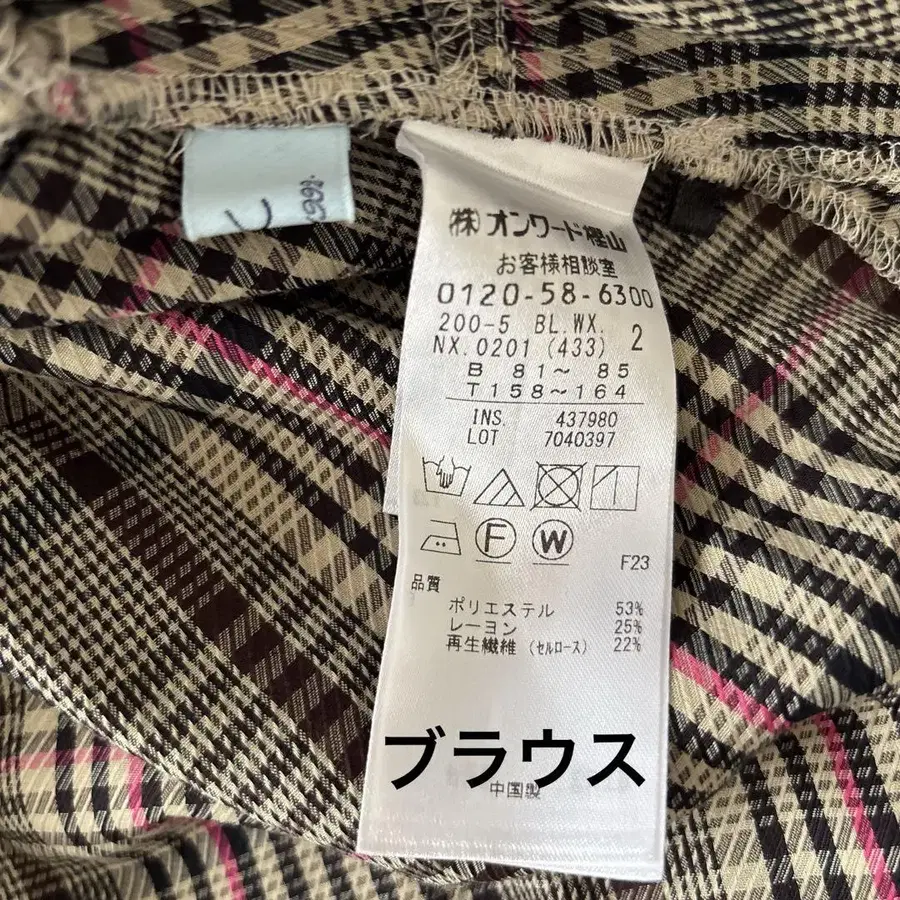 (株)オンワード樫山
お客様相談室
0120-58-6300
200-5 BL.WX. 2
NX.0201 (433)
B 81～ 85
T 158～164
INS. 437980
LOT 7040397
F W
F23
品質
ポリエステル 53%
レーヨン 25%
再生繊維 (セルロース) 22%
ブラウス
中国製